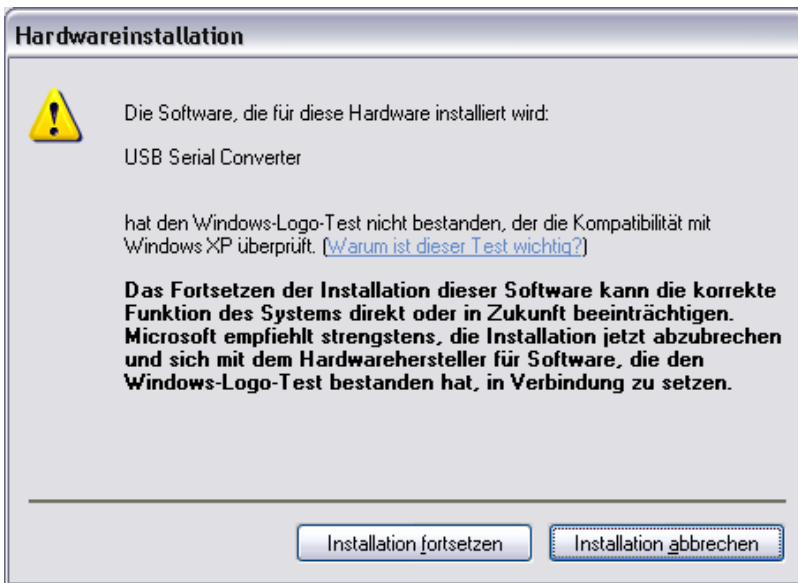 Hardwareinstallation
Die Software, die für diese Hardware installiert wird:
USB Serial Converter
hat den Windows-Logo-Test nicht bestanden, der die Kompatibilität mit
Windows XP überprüft. (Warum ist dieser Test wichtig?)
Das Fortsetzen der Installation dieser Software kann die korrekte
Funktion des Systems direkt oder in Zukunft beeinträchtigen.
Microsoft empfiehlt strengstens, die Installation jetzt abzubrechen
und sich mit dem Hardwarehersteller für Software, die den
Windows-Logo-Test bestanden hat, in Verbindung zu setzen.
Installation fortsetzen
Installation abbrechen